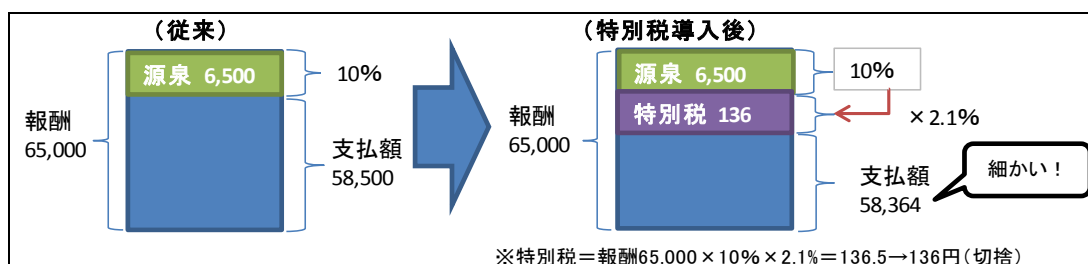 （従来）
源泉 6,500
10%
報酬
65,000
支払額
58,500
（特別税導入後）
源泉 6,500
10%
特別税 136
×2.1%
報酬
65,000
支払額
58,364
細かい！
※特別税＝報酬65,000×10%×2.1%＝136.5→136円（切捨）